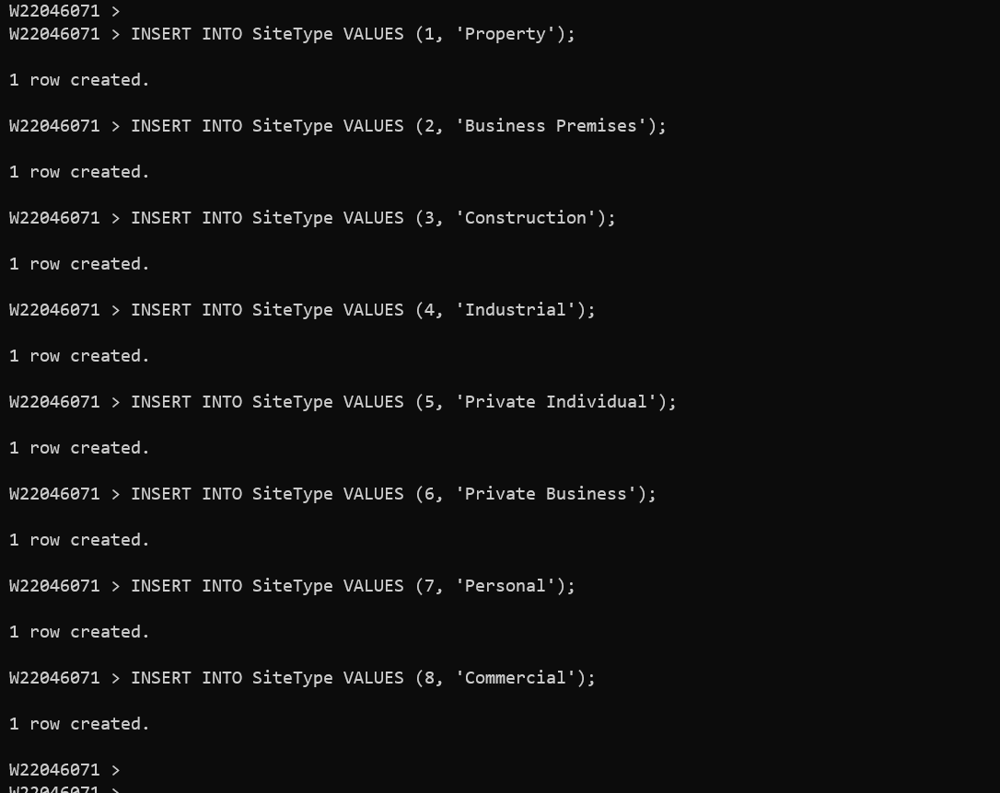 W22046071 >
W22046071 > INSERT INTO SiteType VALUES (1, 'Property');
1 row created.
W22046071 > INSERT INTO SiteType VALUES (2, 'Business Premises');
1 row created.
W22046071 > INSERT INTO SiteType VALUES (3, 'Construction');
1 row created.
W22046071 > INSERT INTO SiteType VALUES (4, 'Industrial');
1 row created.
W22046071 > INSERT INTO SiteType VALUES (5, 'Private Individual');
1 row created.
W22046071 > INSERT INTO SiteType VALUES (6, 'Private Business');
1 row created.
W22046071 > INSERT INTO SiteType VALUES (7, 'Personal');
1 row created.
W22046071 > INSERT INTO SiteType VALUES (8, 'Commercial');
1 row created.
W22046071 >
W22046071 >